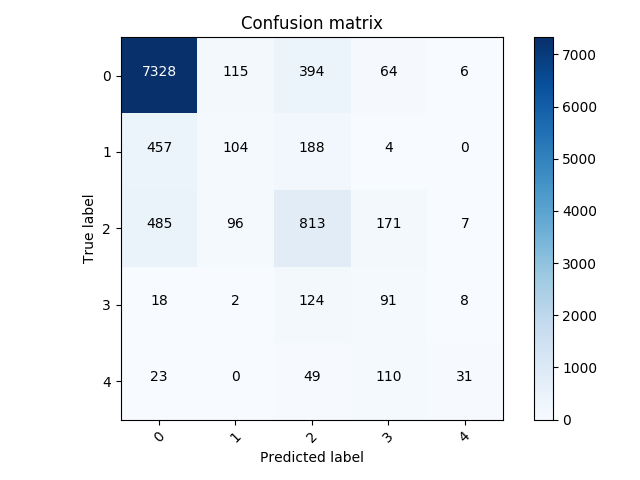 Confusion matrix
True label
0 7328 115 394 64 6
1 457 104 188 4 0
2 485 96 813 171 7
3 18 2 124 91 8
4 23 0 49 110 31
0 1 2 3 4
Predicted label
7000
6000
5000
4000
3000
2000
1000
0